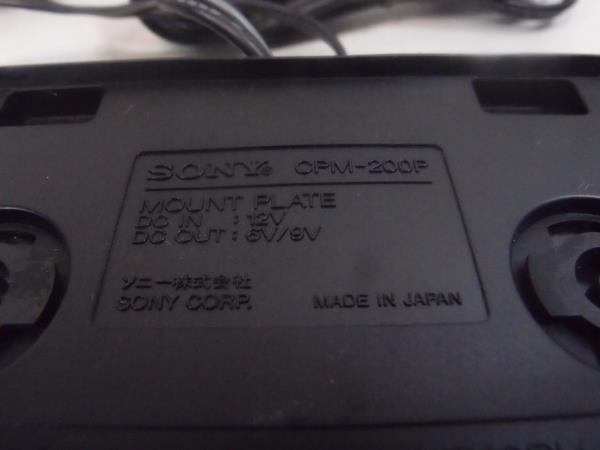 SONY® CPM-200P
MOUNT PLATE
DC IN : 12V
DC OUT : 6V/9V
ソニー株式会社
SONY CORP. MADE IN JAPAN